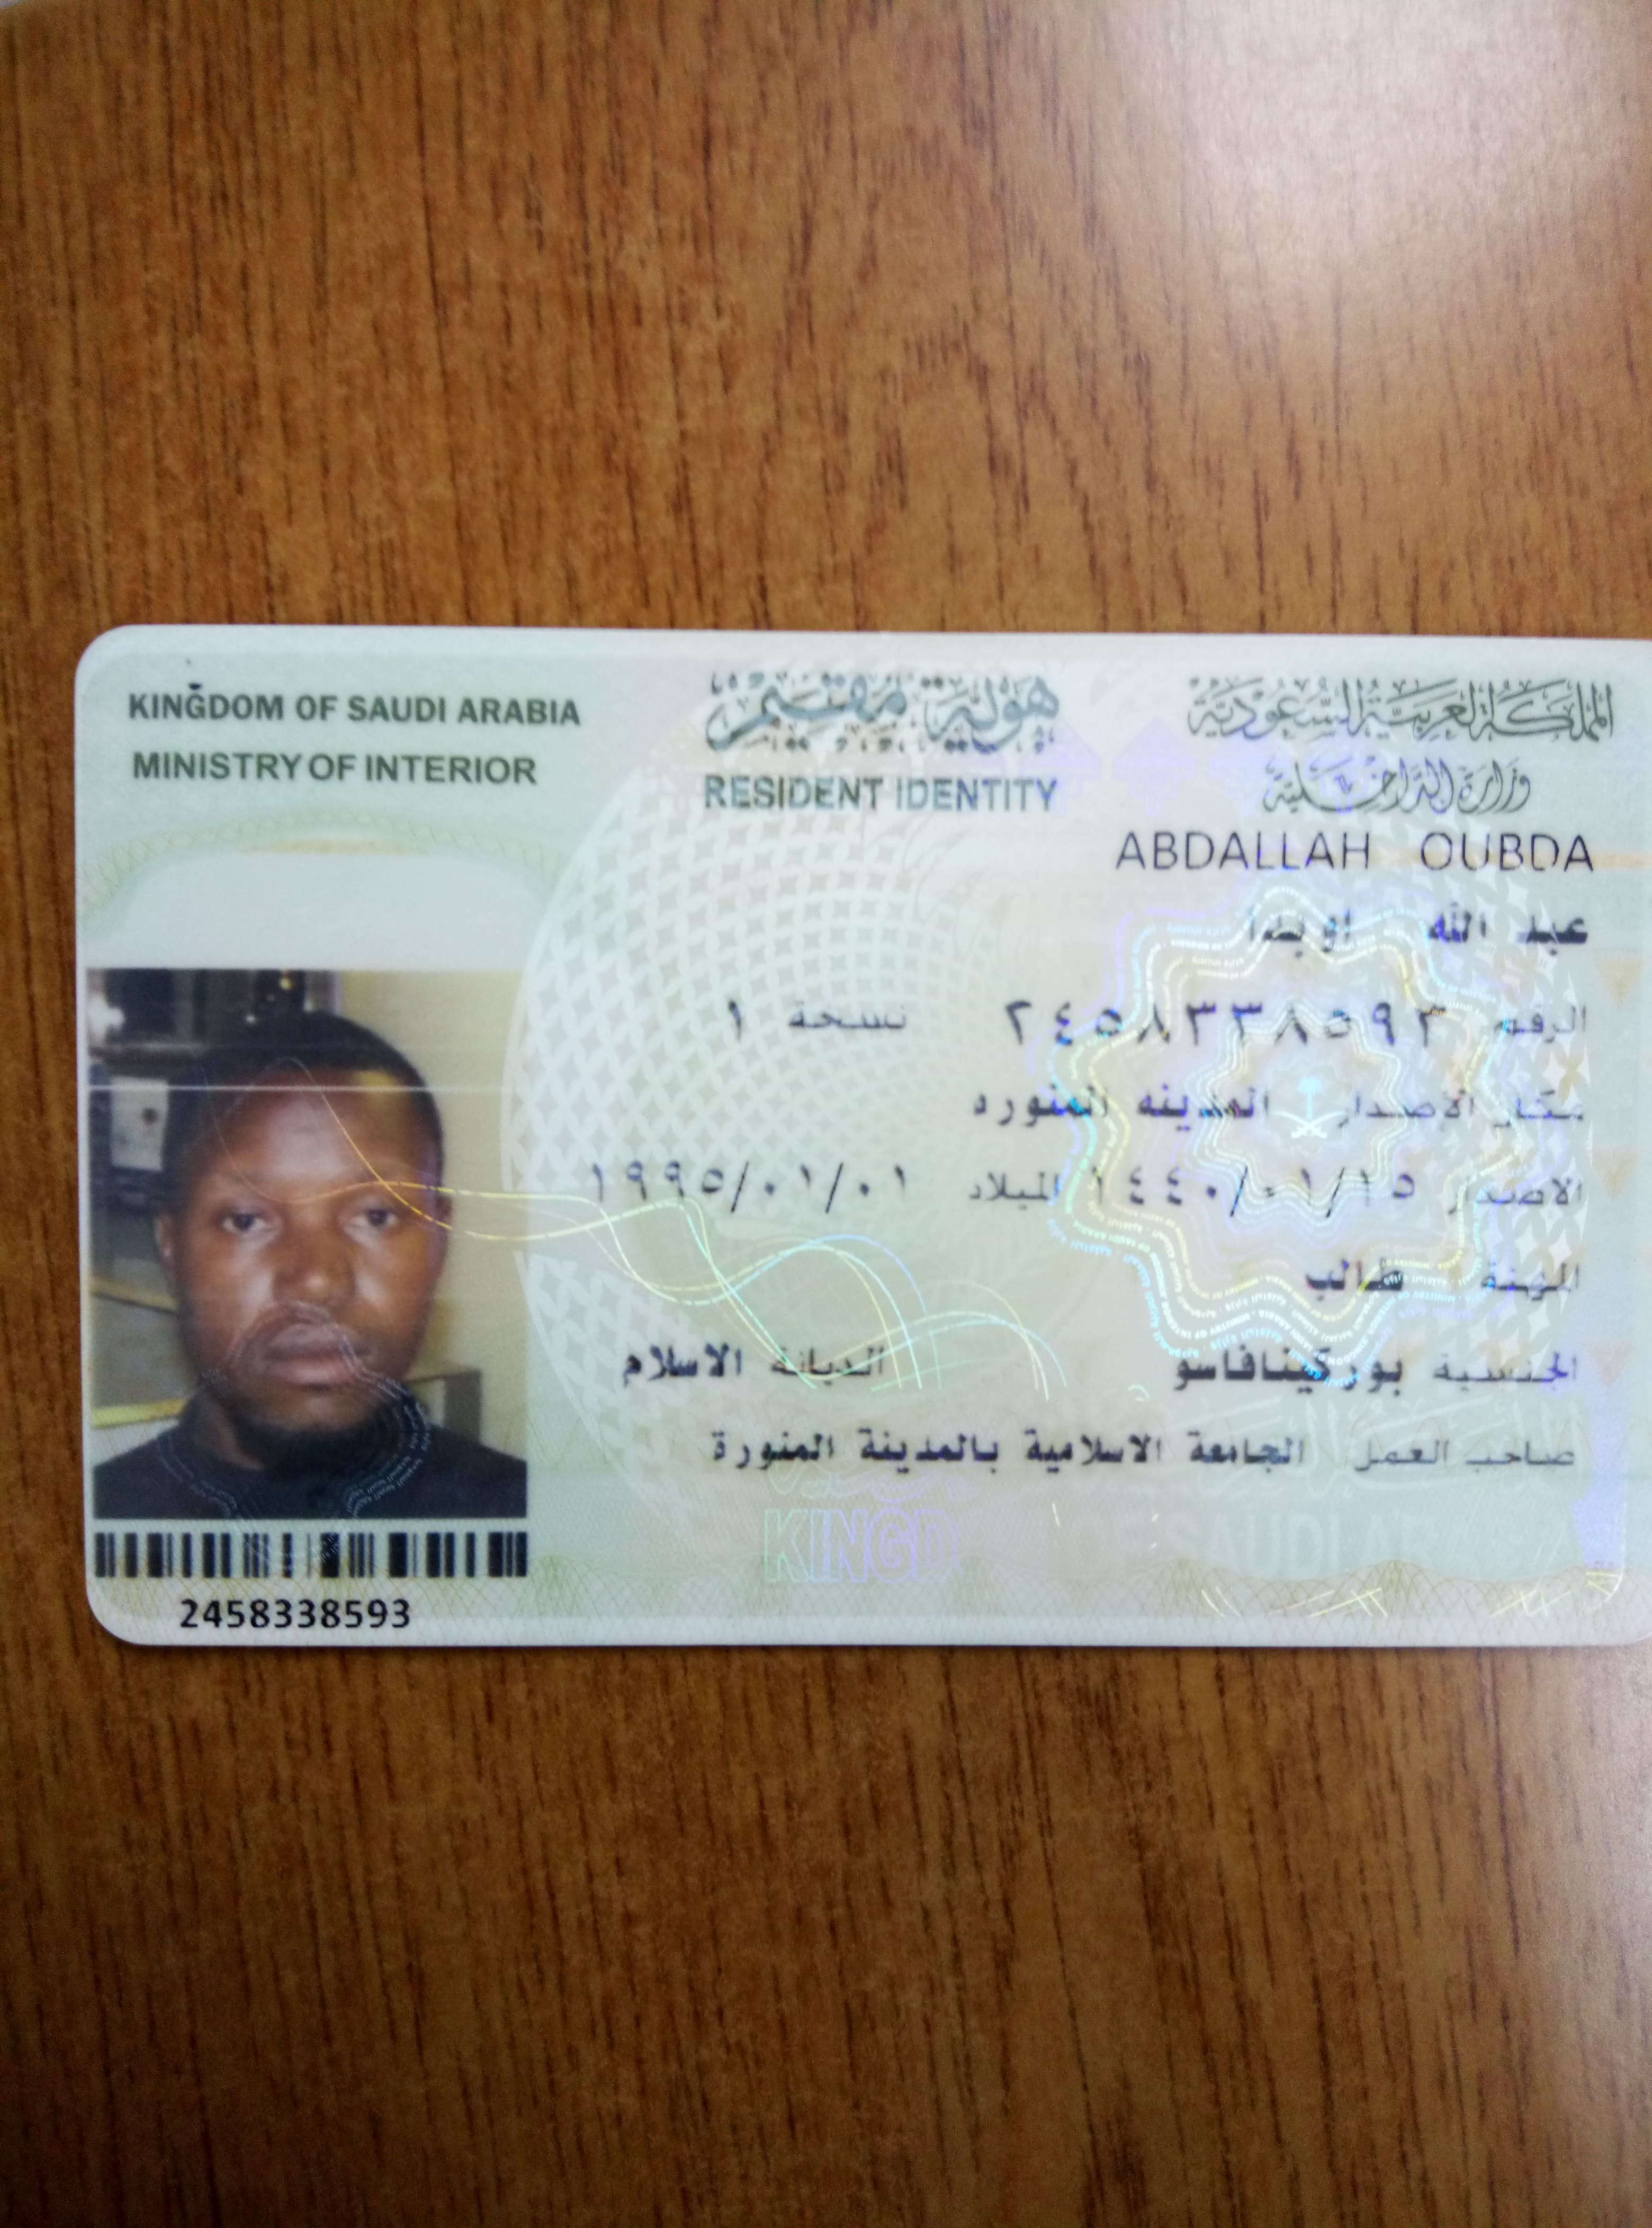 KINGDOM OF SAUDI ARABIA
MINISTRY OF INTERIOR
هوية مقيم
RESIDENT IDENTITY
المملكة العربية السعودية
وزارة الداخلية
ABDALLAH OUBDA
عبد الله اوبدا
الرقم ٢٤٥٨٣٣٨٥٩٣ نسخة ١
مكان الاصدار المدينه المنوره
الاصدار ١٤٤٠/٠١/١٥ الميلاد ١٩٩٥/٠١/٠١
المهنة طالب
الجنسية بوركينافاسو الديانة الاسلام
صاحب العمل الجامعة الاسلامية بالمدينة المنورة
KINGD OF SAUDI A
2458338593